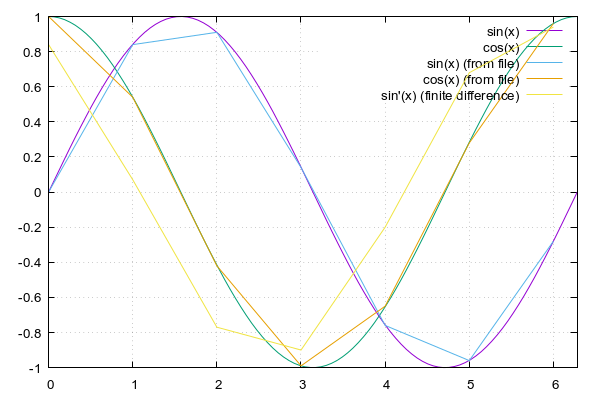 1
0.8
0.6
0.4
0.2
0
-0.2
-0.4
-0.6
-0.8
-1
0 1 2 3 4 5 6
sin(x)
cos(x)
sin(x) (from file)
cos(x) (from file)
sin'(x) (finite difference)